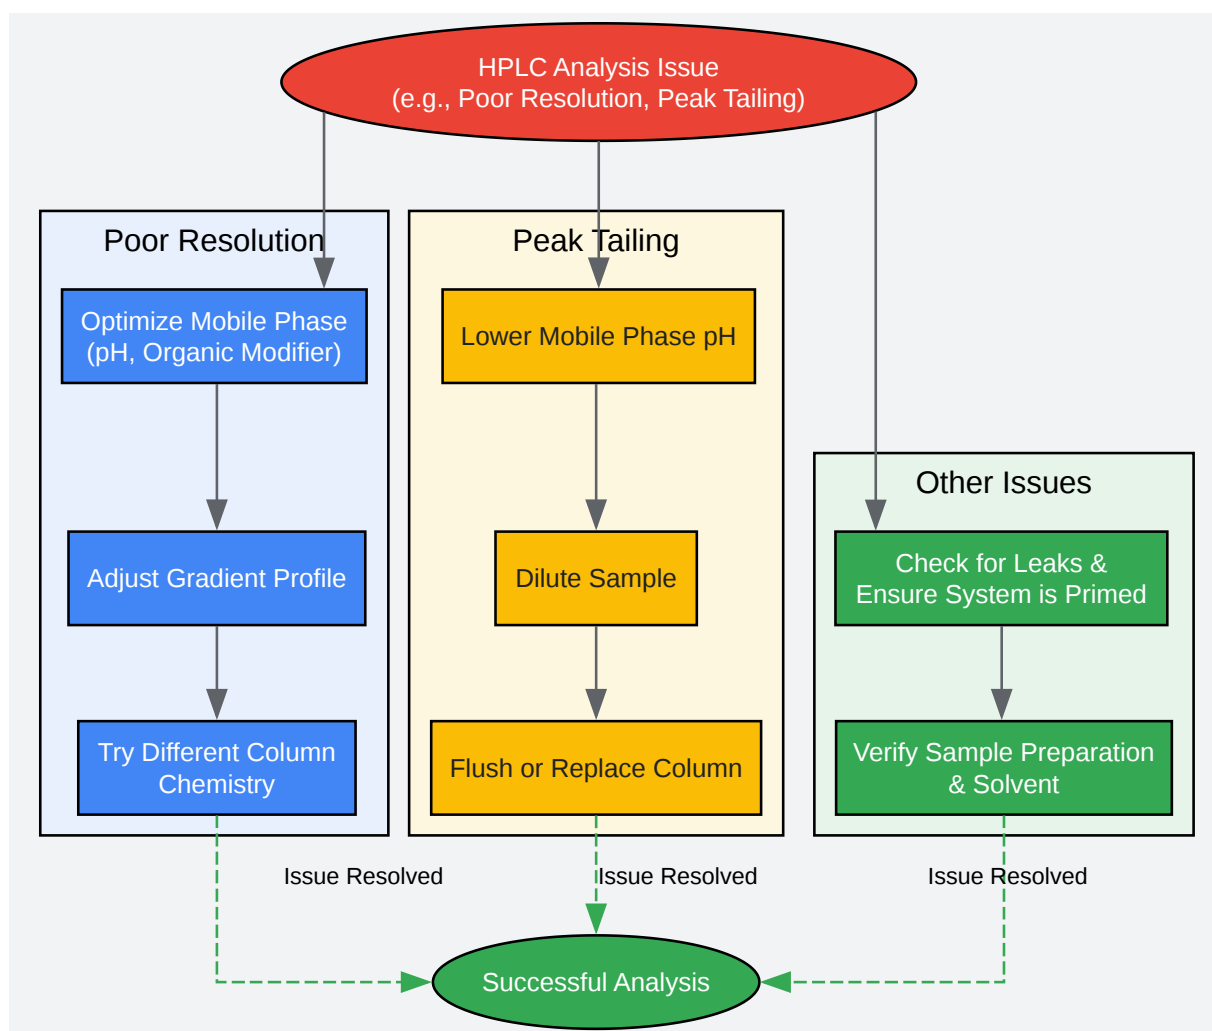 HPLC Analysis Issue
(e.g., Poor Resolution, Peak Tailing)
Poor Resolution
Optimize Mobile Phase
(pH, Organic Modifier)
Adjust Gradient Profile
Try Different Column
Chemistry
Peak Tailing
Lower Mobile Phase pH
Dilute Sample
Flush or Replace Column
Other Issues
Check for Leaks &
Ensure System is Primed
Verify Sample Preparation
& Solvent
Issue Resolved
Issue Resolved
Issue Resolved
Successful Analysis